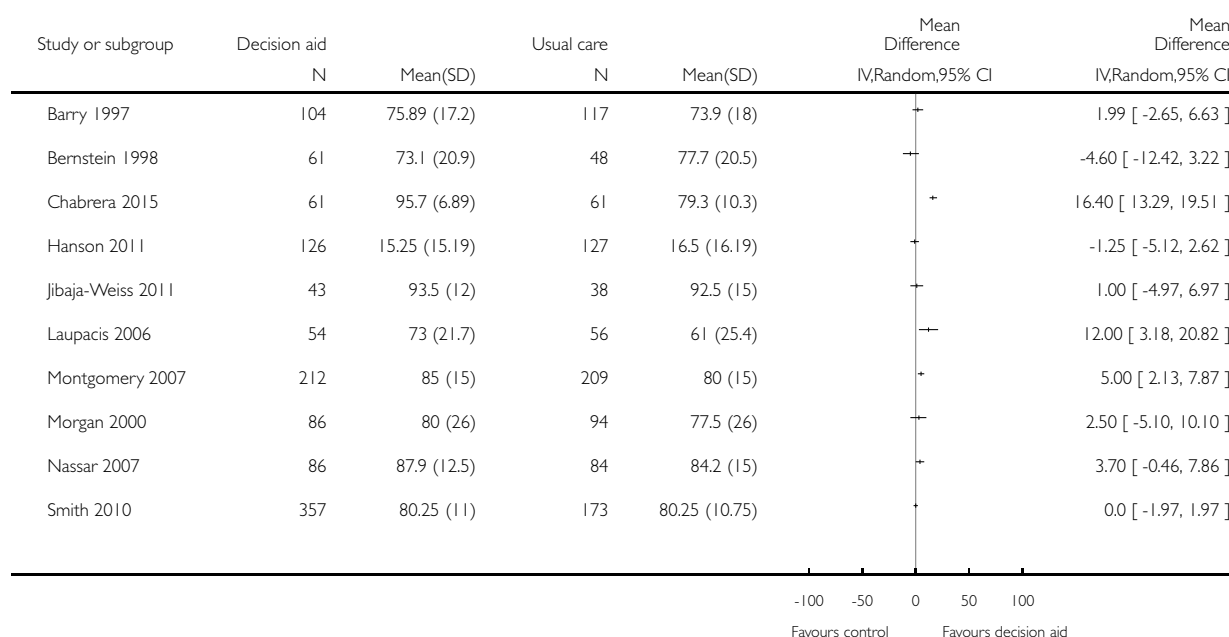 Study or subgroup Decision aid Usual care Mean Difference Mean Difference
N Mean(SD) N Mean(SD) IV,Random,95% CI IV,Random,95% CI
Barry 1997 104 75.89 (17.2) 117 73.9 (18) 1.99 [ -2.65, 6.63 ]
Bernstein 1998 61 73.1 (20.9) 48 77.7 (20.5) -4.60 [ -12.42, 3.22 ]
Chabrera 2015 61 95.7 (6.89) 61 79.3 (10.3) 16.40 [ 13.29, 19.51 ]
Hanson 2011 126 15.25 (15.19) 127 16.5 (16.19) -1.25 [ -5.12, 2.62 ]
Jibaja-Weiss 2011 43 93.5 (12) 38 92.5 (15) 1.00 [ -4.97, 6.97 ]
Laupacis 2006 54 73 (21.7) 56 61 (25.4) 12.00 [ 3.18, 20.82 ]
Montgomery 2007 212 85 (15) 209 80 (15) 5.00 [ 2.13, 7.87 ]
Morgan 2000 86 80 (26) 94 77.5 (26) 2.50 [ -5.10, 10.10 ]
Nassar 2007 86 87.9 (12.5) 84 84.2 (15) 3.70 [ -0.46, 7.86 ]
Smith 2010 357 80.25 (11) 173 80.25 (10.75) 0.0 [ -1.97, 1.97 ]
-100 -50 0 50 100
Favours control Favours decision aid